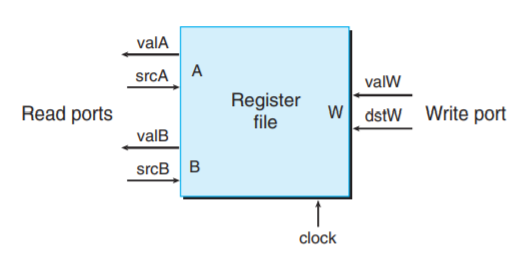 valA
srcA
A
Read ports
valB
srcB
B
Register
file
W
valW
dstW
Write port
clock